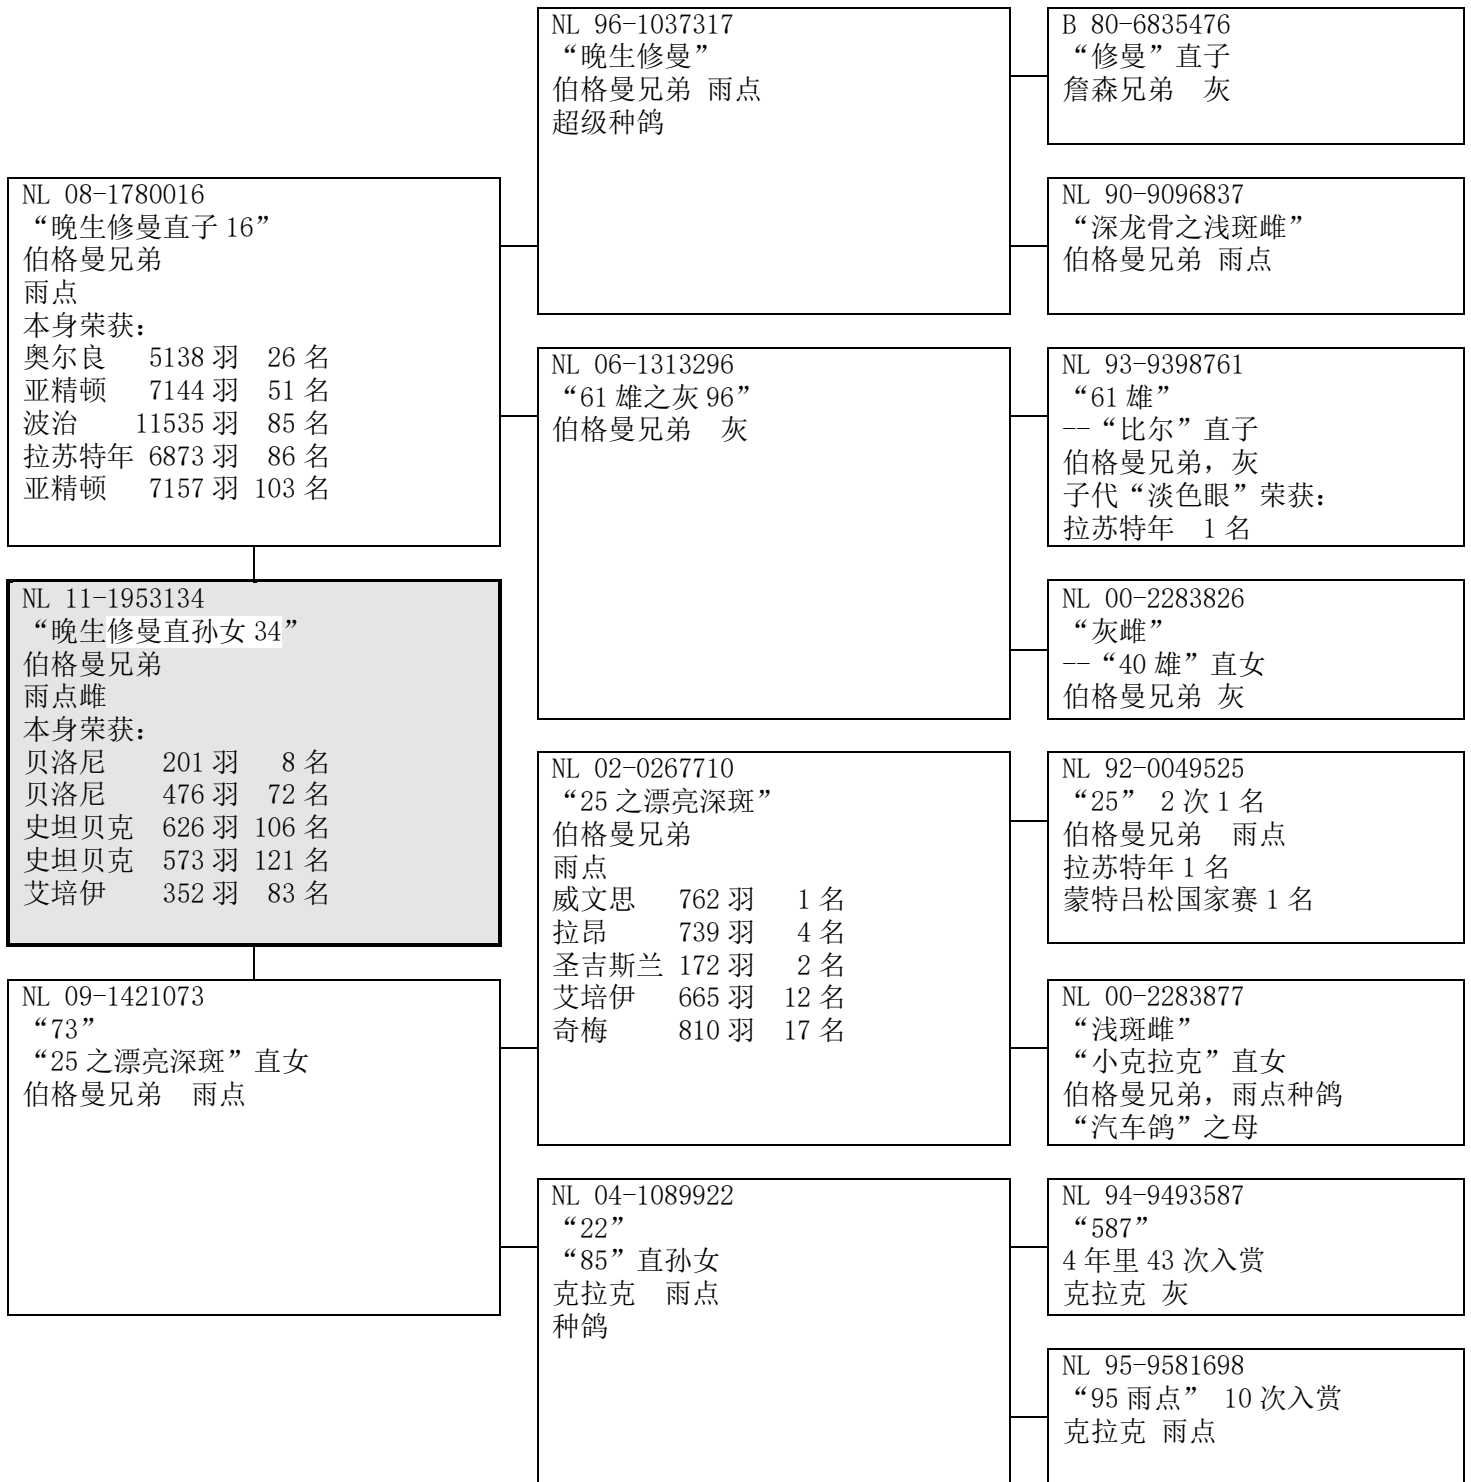 NL 08-1780016
“晚生修曼直子 16”
伯格曼兄弟
雨点
本身荣获：
奥尔良 5138 羽 26 名
亚精顿 7144 羽 51 名
波治 11535 羽 85 名
拉苏特年 6873 羽 86 名
亚精顿 7157 羽 103 名
NL 11-1953134
“晚生修曼直孙女 34”
伯格曼兄弟
雨点雌
本身荣获：
贝洛尼 201 羽 8 名
贝洛尼 476 羽 72 名
史坦贝克 626 羽 106 名
史坦贝克 573 羽 121 名
艾培伊 352 羽 83 名
NL 09-1421073
“73”
“25 之漂亮深斑”直女
伯格曼兄弟 雨点
NL 96-1037317
“晚生修曼”
伯格曼兄弟 雨点
超级种鸽
NL 06-1313296
“61 雄之灰 96”
伯格曼兄弟 灰
NL 02-0267710
“25 之漂亮深斑”
伯格曼兄弟
雨点
威文思 762 羽 1 名
拉昂 739 羽 4 名
圣吉斯兰 172 羽 2 名
艾培伊 665 羽 12 名
奇梅 810 羽 17 名
NL 04-1089922
“22”
“85”直孙女
克拉克 雨点
种鸽
B 80-6835476
“修曼”直子
詹森兄弟 灰
NL 90-9096837
“深龙骨之浅斑雌”
伯格曼兄弟 雨点
NL 93-9398761
“61 雄”
--“比尔”直子
伯格曼兄弟，灰
子代“淡色眼”荣获：
拉苏特年 1 名
NL 00-2283826
“灰雌”
--“40 雄”直女
伯格曼兄弟 灰
NL 92-0049525
“25” 2 次 1 名
伯格曼兄弟 雨点
拉苏特年 1 名
蒙特吕松国家赛 1 名
NL 00-2283877
“浅斑雌”
“小克拉克”直女
伯格曼兄弟，雨点种鸽
“汽车鸽”之母
NL 94-9493587
“587”
4 年里 43 次入赏
克拉克 灰
NL 95-9581698
“95 雨点” 10 次入赏
克拉克 雨点